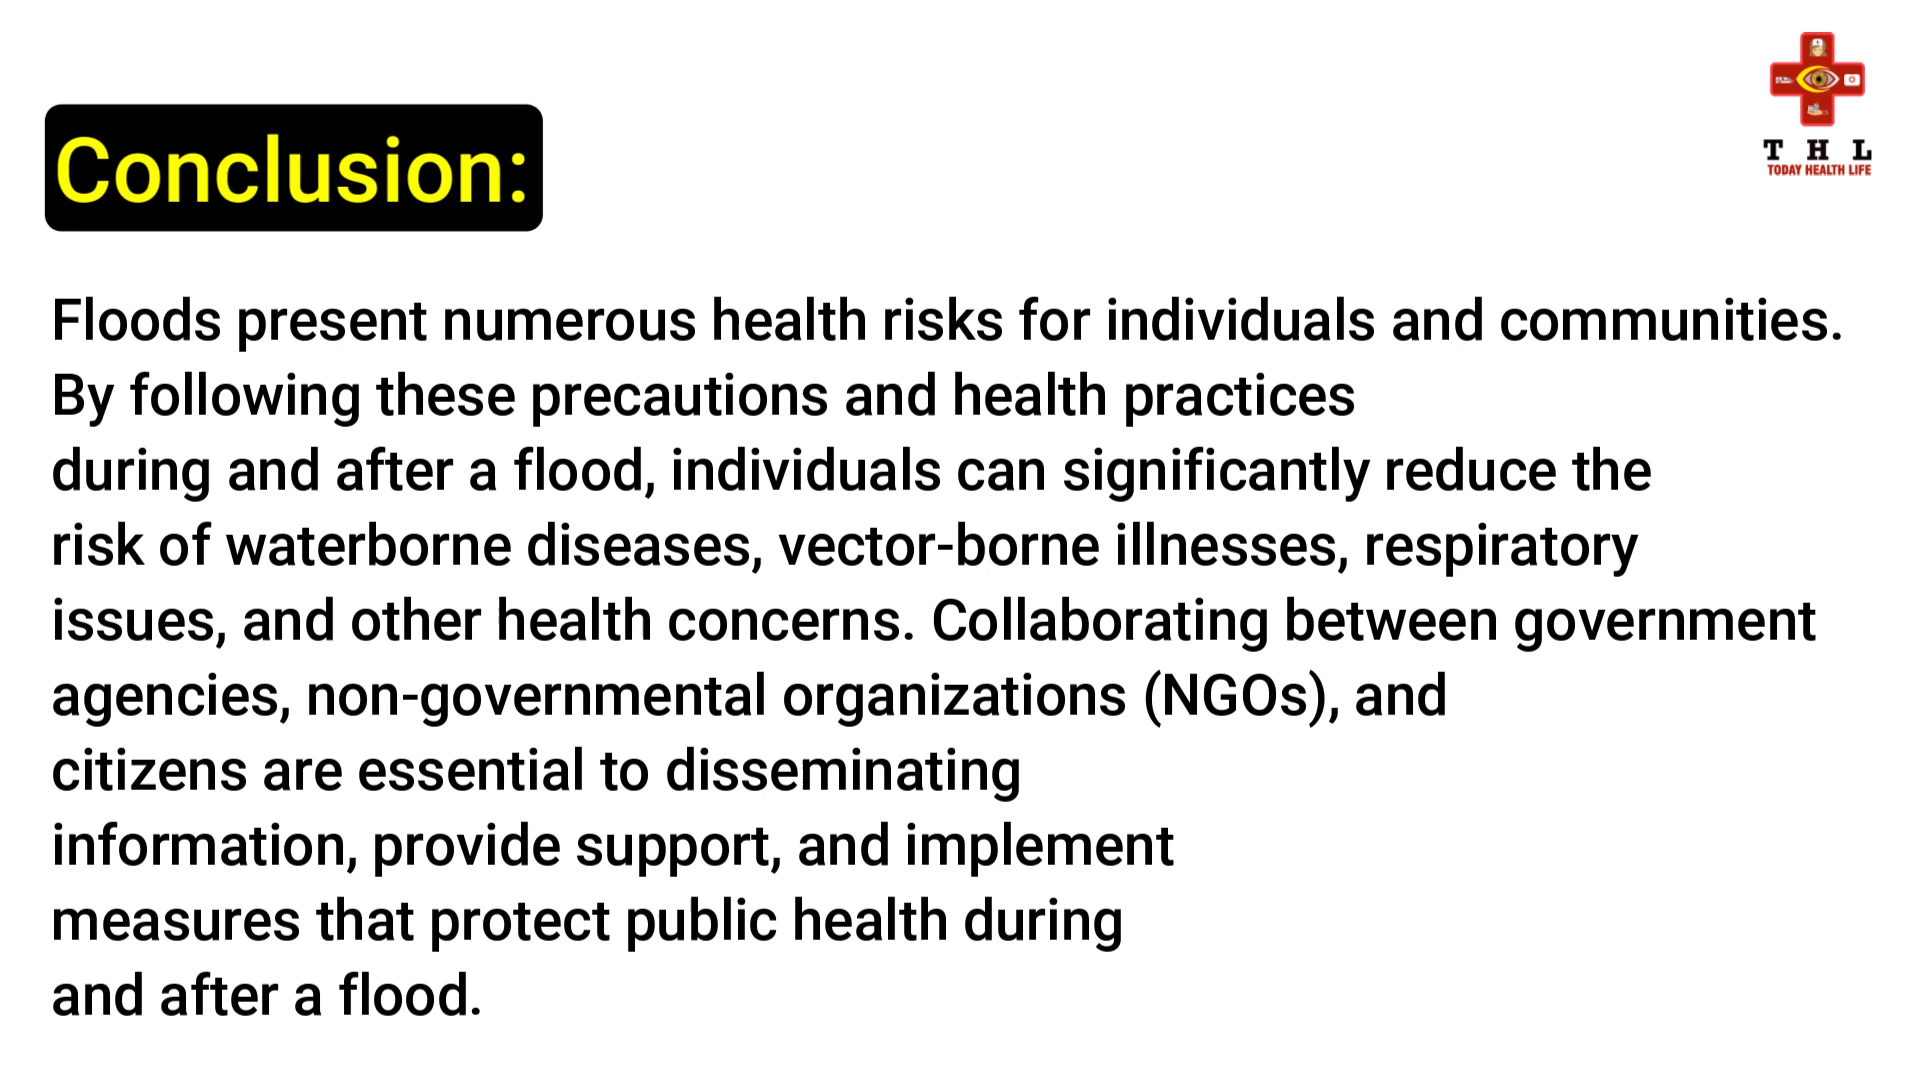 T H L
TODAY HEALTH LIFE
Conclusion:
Floods present numerous health risks for individuals and communities.
By following these precautions and health practices
during and after a flood, individuals can significantly reduce the
risk of waterborne diseases, vector-borne illnesses, respiratory
issues, and other health concerns. Collaborating between government
agencies, non-governmental organizations (NGOs), and
citizens are essential to disseminating
information, provide support, and implement
measures that protect public health during
and after a flood.